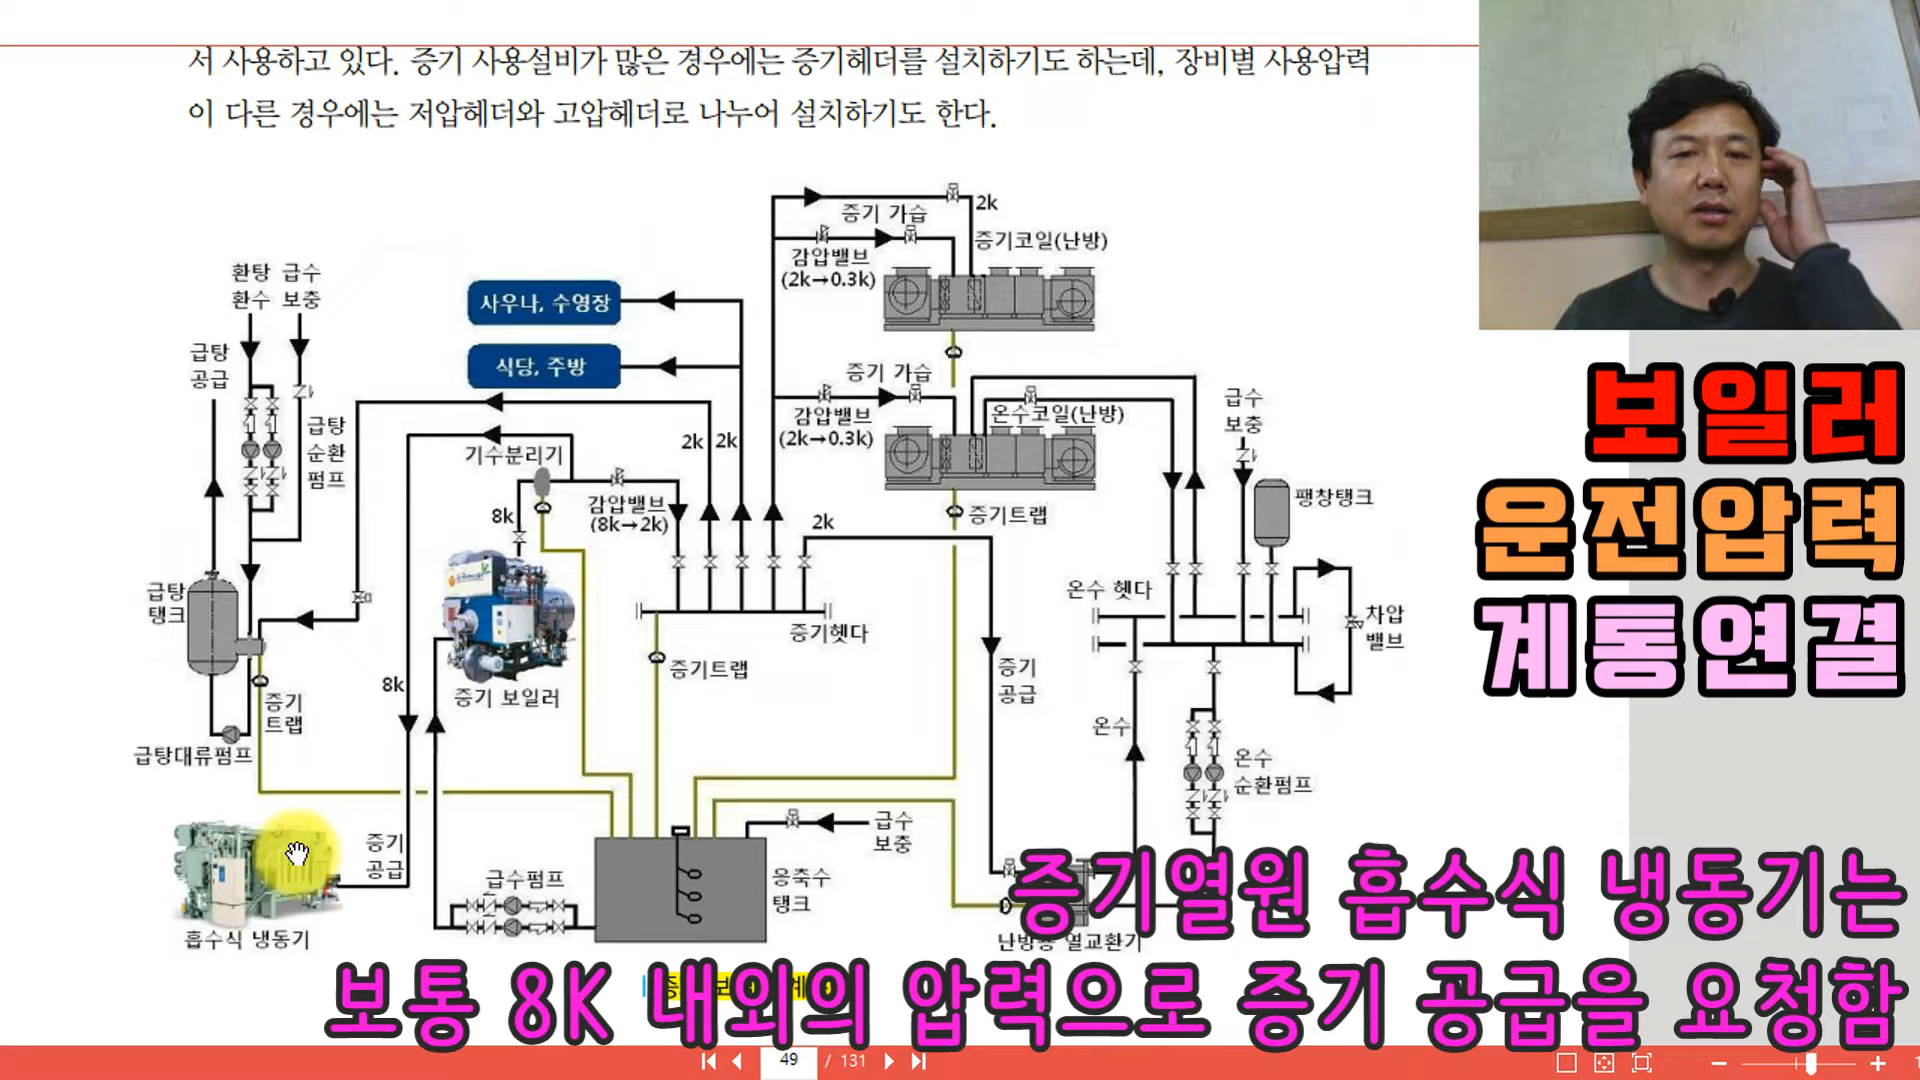 서 사용하고 있다. 증기 사용설비가 많은 경우에는 증기헤더를 설치하기도 하는데, 장비별 사용압력
이 다른 경우에는 저압헤더와 고압헤더로 나누어 설치하기도 한다.
2k
증기 가습
증기코일(난방)
감압밸브
(2k→0.3k)
환탕
환수
급수
보충
사우나, 수영장
급탕
공급
식당, 주방
증기 가습
감압밸브
(2k→0.3k)
온수코일(난방)
급수
보충
급탕
순환
펌프
2k
2k
기수분리기
감압밸브
(8k→2k)
8k
2k
증기트랩
팽창탱크
급탕
탱크
온수 헷다
차압
밸브
증기헷다
증기트랩
증기
공급
8k
증기 보일러
증기
트랩
급탕대류펌프
온수
온수
순환펌프
증기
공급
급수
보충
급수펌프
응축수
탱크
흡수식 냉동기
보일러
운전압력
계통연결
증기열원 흡수식 냉동기는
보통 8K 내외의 압력으로 증기 공급을 요청함
49 / 131